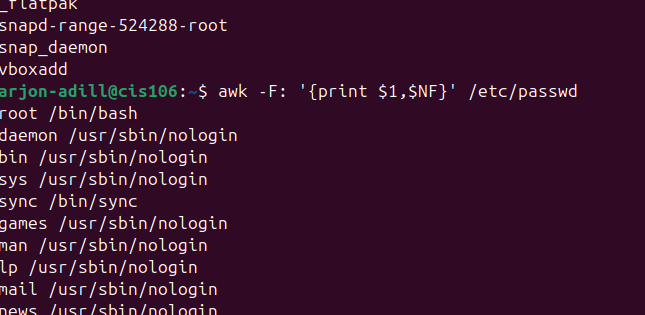 _flatpak
snapd-range-524288-root
snap_daemon
vboxadd
arjon-adill@cis106:~$ awk -F: '{print $1,$NF}' /etc/passwd
root /bin/bash
daemon /usr/sbin/nologin
bin /usr/sbin/nologin
sys /usr/sbin/nologin
sync /bin/sync
games /usr/sbin/nologin
man /usr/sbin/nologin
lp /usr/sbin/nologin
mail /usr/sbin/nologin
news /usr/sbin/nologin